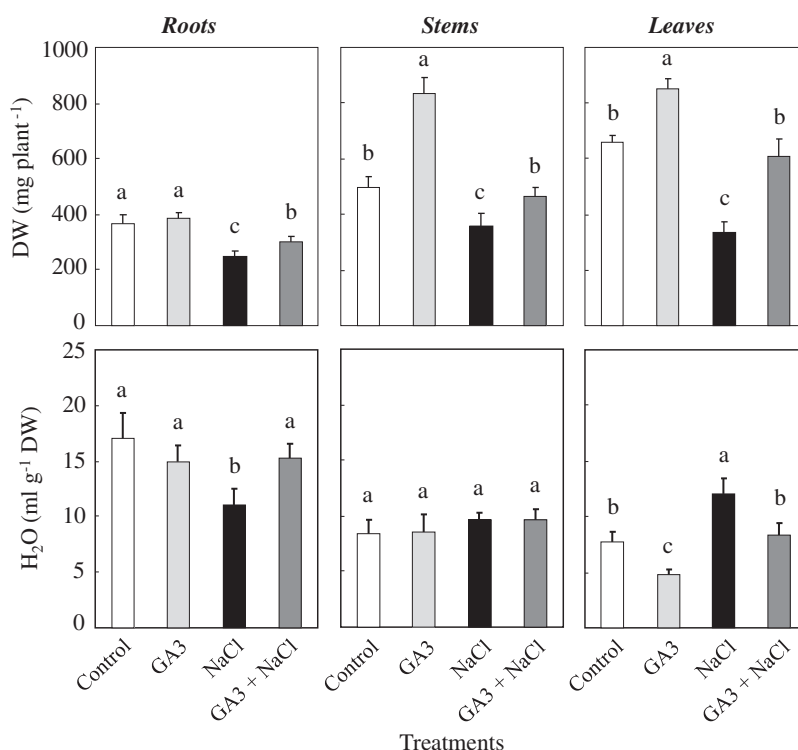 Roots Stems Leaves
DW (mg plant-1)
1000
800
600
400
200
0
a a c b
b a c b
b a c b
H2O (ml g-1 DW)
25
20
15
10
5
0
a a b a
a a a a
b c a b
Control GA3 NaCl GA3 + NaCl Control GA3 NaCl GA3 + NaCl Control GA3 NaCl GA3 + NaCl
Treatments